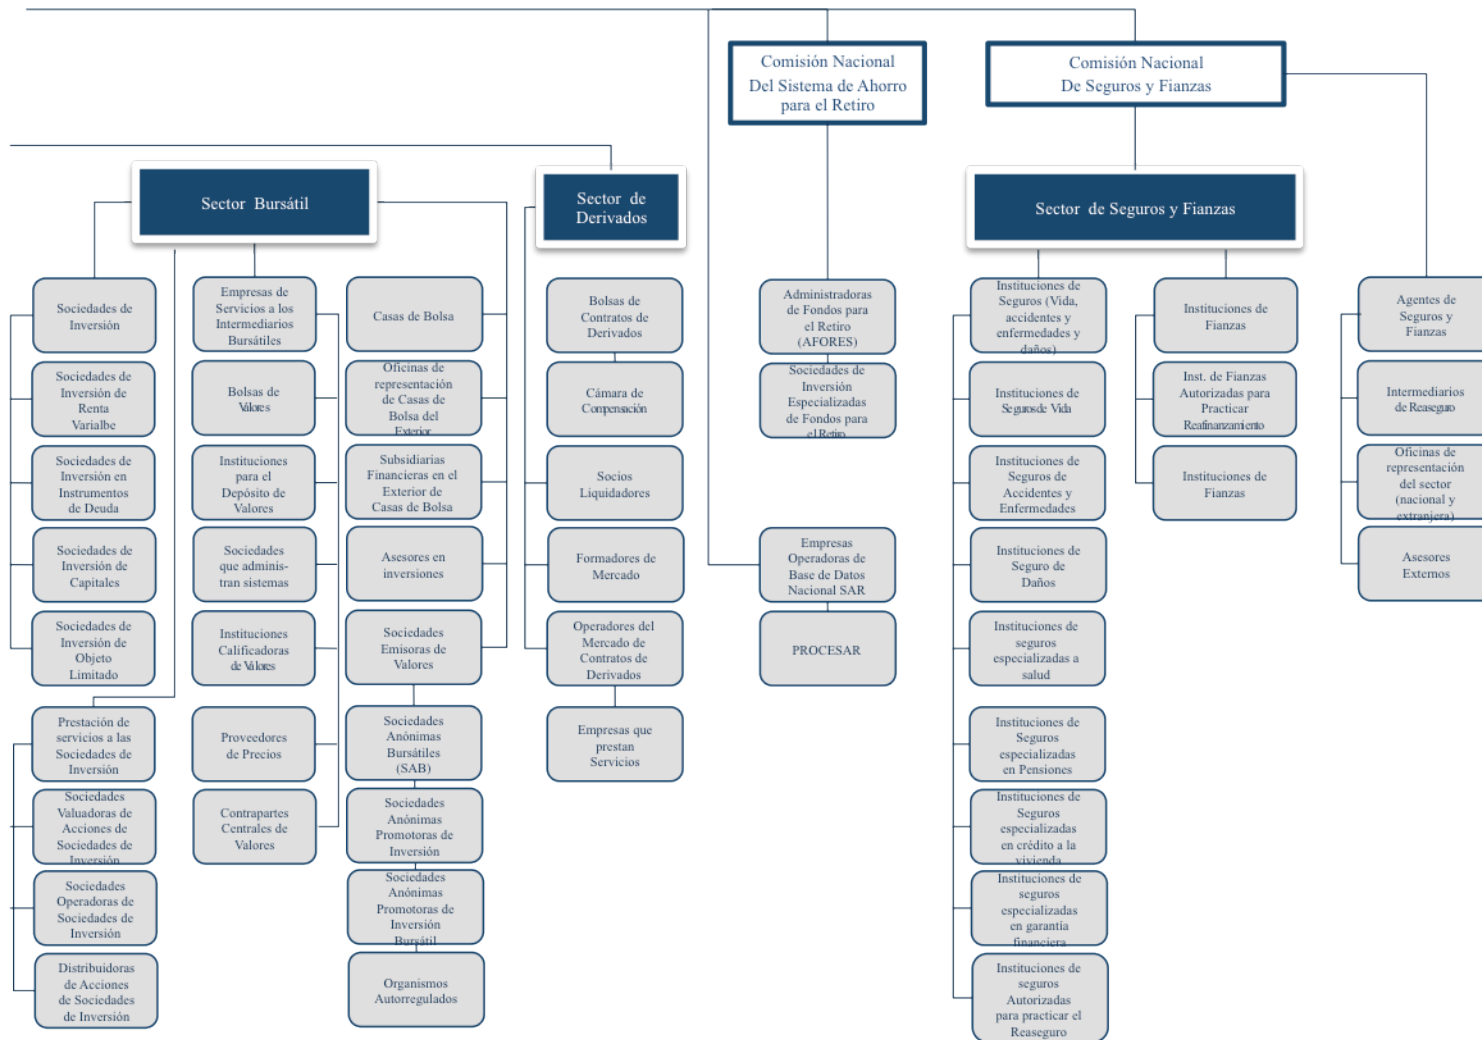 Comisión Nacional
Del Sistema de Ahorro
para el Retiro
Comisión Nacional
De Seguros y Fianzas
Sector Bursátil
Sector de
Derivados
Sector de Seguros y Fianzas
Sociedades de
Inversión
Sociedades de
Inversión de
Renta
Varialbe
Sociedades de
Inversión en
Instrumentos
de Deuda
Sociedades de
Inversión de
Capitales
Sociedades de
Inversión de
Objeto
Limitado
Prestación de
servicios a las
Sociedades de
Inversión
Sociedades
Valuadoras de
Acciones de
Sociedades de
Inversión
Sociedades
Operadoras de
Sociedades de
Inversión
Distribuidoras
de Acciones
de Sociedades
de Inversión
Empresas de
Servicios a los
Intermediarios
Bursátiles
Bolsas de
Valores
Instituciones
para el
Depósito de
Valores
Sociedades
que adminis-
tran sistemas
Instituciones
Calificadoras
de Valores
Proveedores
de Precios
Contrapartes
Centrales de
Valores
Casas de Bolsa
Oficinas de
representación
de Casas de
Bolsa del
Exterior
Subsidiarias
Financieras en el
Exterior de
Casas de Bolsa
Asesores en
inversiones
Sociedades
Emisoras de
Valores
Sociedades
Anónimas
Bursátiles
(SAB)
Sociedades
Anónimas
Promotoras de
Inversión
Sociedades
Anónimas
Promotoras de
Inversión
Bursátil
Organismos
Autorregulados
Bolsas de
Contratos de
Derivados
Cámara de
Compensación
Socios
Liquidadores
Formadores de
Mercado
Operadores del
Mercado de
Contratos de
Derivados
Empresas que
prestan
Servicios
Administradoras
de Fondos para
el Retiro
(AFORES)
Sociedades de
Inversión
Especializadas
de Fondos para
el Retiro
Empresas
Operadoras de
Base de Datos
Nacional SAR
PROCESAR
Instituciones de
Seguros (Vida,
accidentes y
enfermedades y
daños)
Instituciones de
Seguros de Vida
Instituciones de
Seguros de
Accidentes y
Enfermedades
Instituciones de
Seguro de
Daños
Instituciones de
seguros
especializadas a
salud
Instituciones de
Seguros
especializadas
en Pensiones
Instituciones de
Seguros
especializadas
en crédito a la
vivienda
Instituciones de
seguros
especializadas
en garantía
financiera
Instituciones de
seguros
Autorizadas
para practicar el
Reaseguro
Instituciones de
Fianzas
Inst. de Fianzas
Autorizadas para
Practicar
Reafinanzamiento
Instituciones de
Fianzas
Agentes de
Seguros y
Fianzas
Intermediarios
de Reaseguro
Oficinas de
representación
del sector
(nacional y
extranjera)
Asesores
Externos